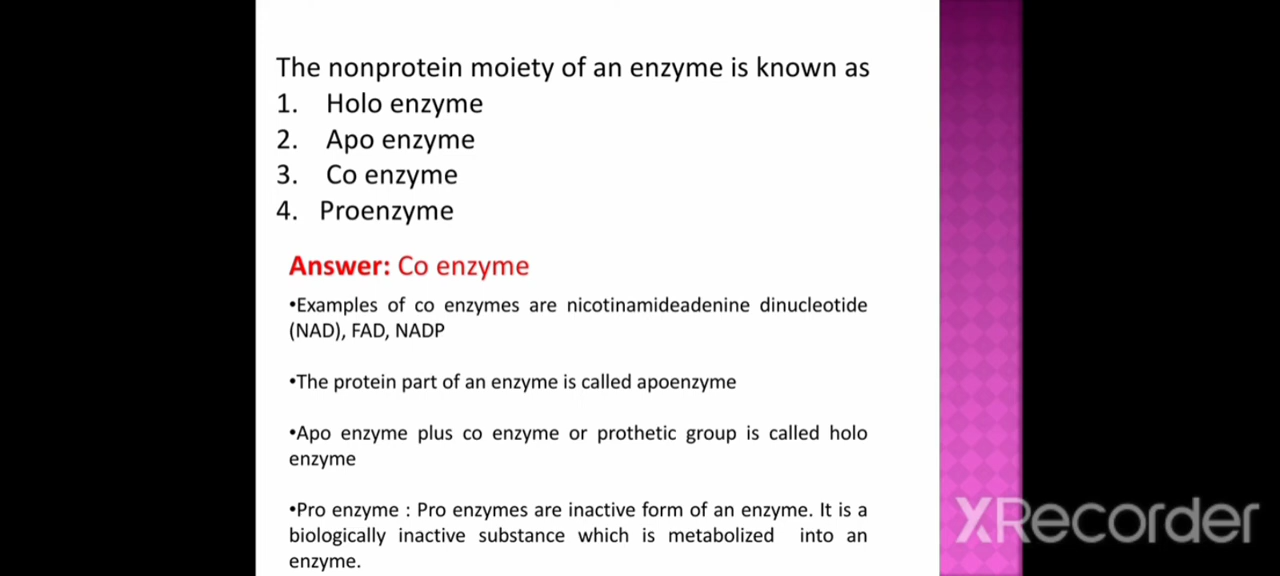 The nonprotein moiety of an enzyme is known as
1. Holo enzyme
2. Apo enzyme
3. Co enzyme
4. Proenzyme
Answer: Co enzyme
•Examples of co enzymes are nicotinamideadenine dinucleotide
(NAD), FAD, NADP
•The protein part of an enzyme is called apoenzyme
•Apo enzyme plus co enzyme or prothetic group is called holo
enzyme
•Pro enzyme : Pro enzymes are inactive form of an enzyme. It is a
biologically inactive substance which is metabolized into an
enzyme.
XRecorder